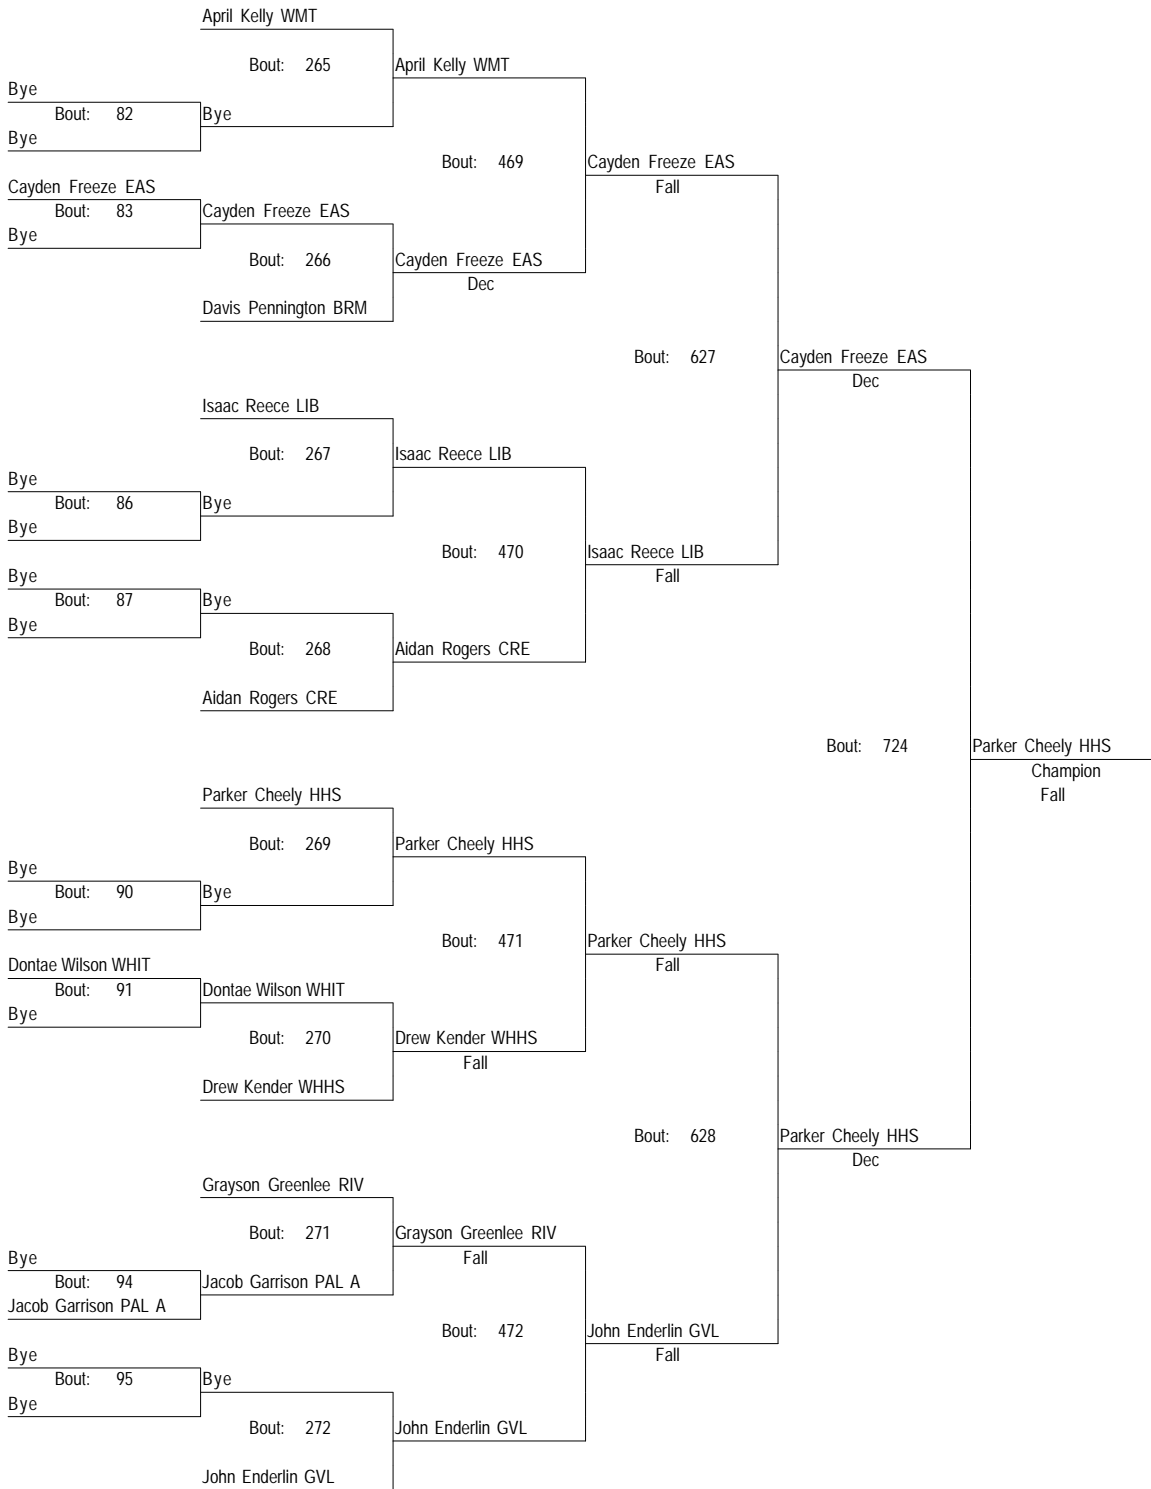 April Kelly WMT
Bout: 265
April Kelly WMT
Bye
Bout: 82
Bye
Bye
Bout: 469
Cayden Freeze EAS
Fall
Cayden Freeze EAS
Bout: 83
Cayden Freeze EAS
Bye
Bout: 266
Cayden Freeze EAS
Dec
Davis Pennington BRM
Bout: 627
Cayden Freeze EAS
Dec
Isaac Reece LIB
Bout: 267
Isaac Reece LIB
Bye
Bout: 86
Bye
Bye
Bout: 470
Isaac Reece LIB
Fall
Bye
Bout: 87
Bye
Bye
Bout: 268
Aidan Rogers CRE
Aidan Rogers CRE
Bout: 724
Parker Cheely HHS
Champion
Fall
Parker Cheely HHS
Bout: 269
Parker Cheely HHS
Bye
Bout: 90
Bye
Bye
Bout: 471
Parker Cheely HHS
Fall
Dontae Wilson WHIT
Bout: 91
Dontae Wilson WHIT
Bye
Bout: 270
Drew Kender WHHS
Fall
Drew Kender WHHS
Bout: 628
Parker Cheely HHS
Dec
Grayson Greenlee RIV
Bout: 271
Grayson Greenlee RIV
Fall
Bye
Bout: 94
Jacob Garrison PAL A
Jacob Garrison PAL A
Bout: 472
John Enderlin GVL
Fall
Bye
Bout: 95
Bye
Bye
Bout: 272
John Enderlin GVL
John Enderlin GVL